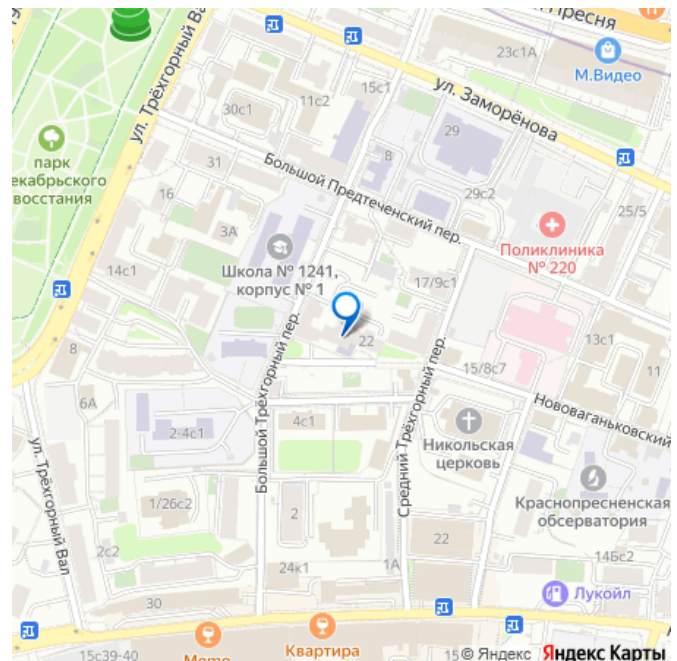 Пресня
23с1А
М.Видео
ул. Трёхгорный Ва
15с1
ул. Заморёнова
11с2
30с1
29
8
парк
екабрьского
восстания
31
Большой Предтеченский пер.
29с2
16
25/5
3А
Поликлиника
№ 220
Школа № 1241,
корпус № 1
14с1
17/9с1
22
13с1
11
8
15/8с7
Большой Трёхгорный пер.
Средний Трёхгорный пер.
6А
4с1
Нововаганьковский
2-4с1
Никольская
церковь
ул. Трёхгорный Вал
1/26с2
2
Краснопресненская
обсерватория
22
2с2
14Бс2
24к1
1А
Лукойл
30
15с39-40
Мемо
Квартира
© Яндекс Яндекс Карты